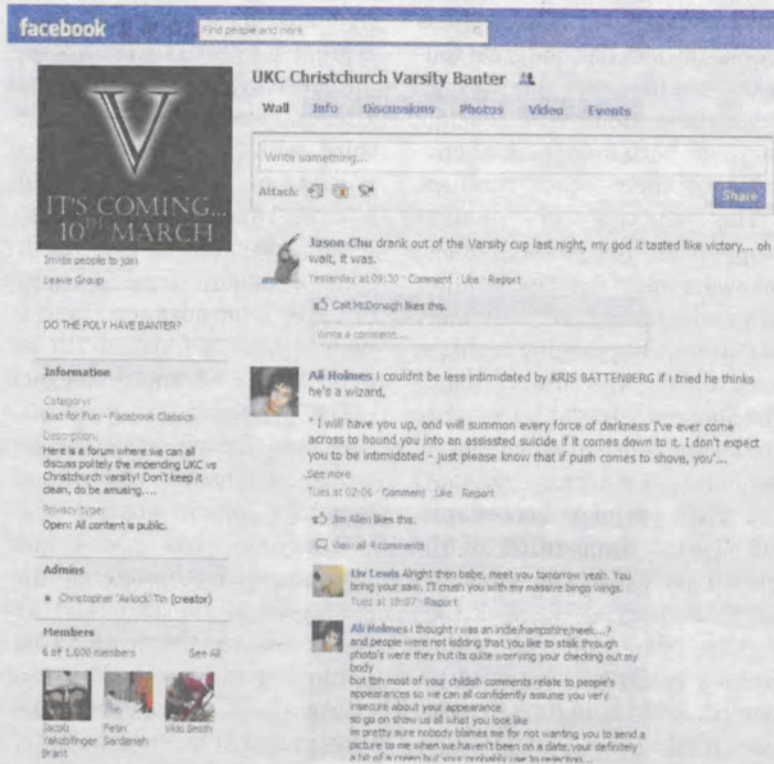 facebook
Find people and more
UKC Christchurch Varsity Banter
Wall Info Discussions Photos Video Events
Write something...
Attach:
Share
V
IT'S COMING...
10TH MARCH
Invite people to join
Leave Group
DO THE POLY HAVE BANTER?
Information
Category:
Just for Fun - Facebook Classics
Description:
Here is a forum where we can all
discuss politely the impending UKC vs
Christchurch varsity! Don't keep it
clean, do be amusing....
Privacy type:
Open: All content is public.
Admins
Christopher 'Avlock' Tin (creator)
Members
6 of 1,600 members See All
Jacob
Yakobfinger
Brant
Petin
Sardeneh
Vikki Smith
Jason Chu drank out of the Varsity cup last night, my god it tasted like victory... oh
wait, it was.
Yesterday at 09:30 · Comment · Like · Report
Cait McDonagh likes this.
Write a comment...
Ali Holmes i couldnt be less intimidated by KRIS BATTENBERG if i tried he thinks
he's a wizard,
" I will have you up, and will summon every force of darkness I've ever come
across to hound you into an assissted suicide if it comes down to it. I don't expect
you to be intimidated - just please know that if push comes to shove, you'...
See more
Tues at 02:06 · Comment · Like · Report
Jim Allen likes this.
View all 4 comments
Liv Lewis Alright then babe, meet you tomorrow yeah. You
bring your saw, I'll crush you with my massive bingo wings.
Tues at 10:07 · Report
Ali Holmes i thought i was an indie/hampshire/neek...?
and people were not kidding that you like to stalk through
photo's were they but its quite worrying your checking out my
body
but tbh most of your childish comments relate to people's
appearances so we can all confidently assume you very
insecure about your appearance
so go on show us all what you look like
im pretty sure nobody blames me for not wanting you to send a
picture to me when we haven't been on a date, your definitely
a bit of a creep but your probably use to rejection...